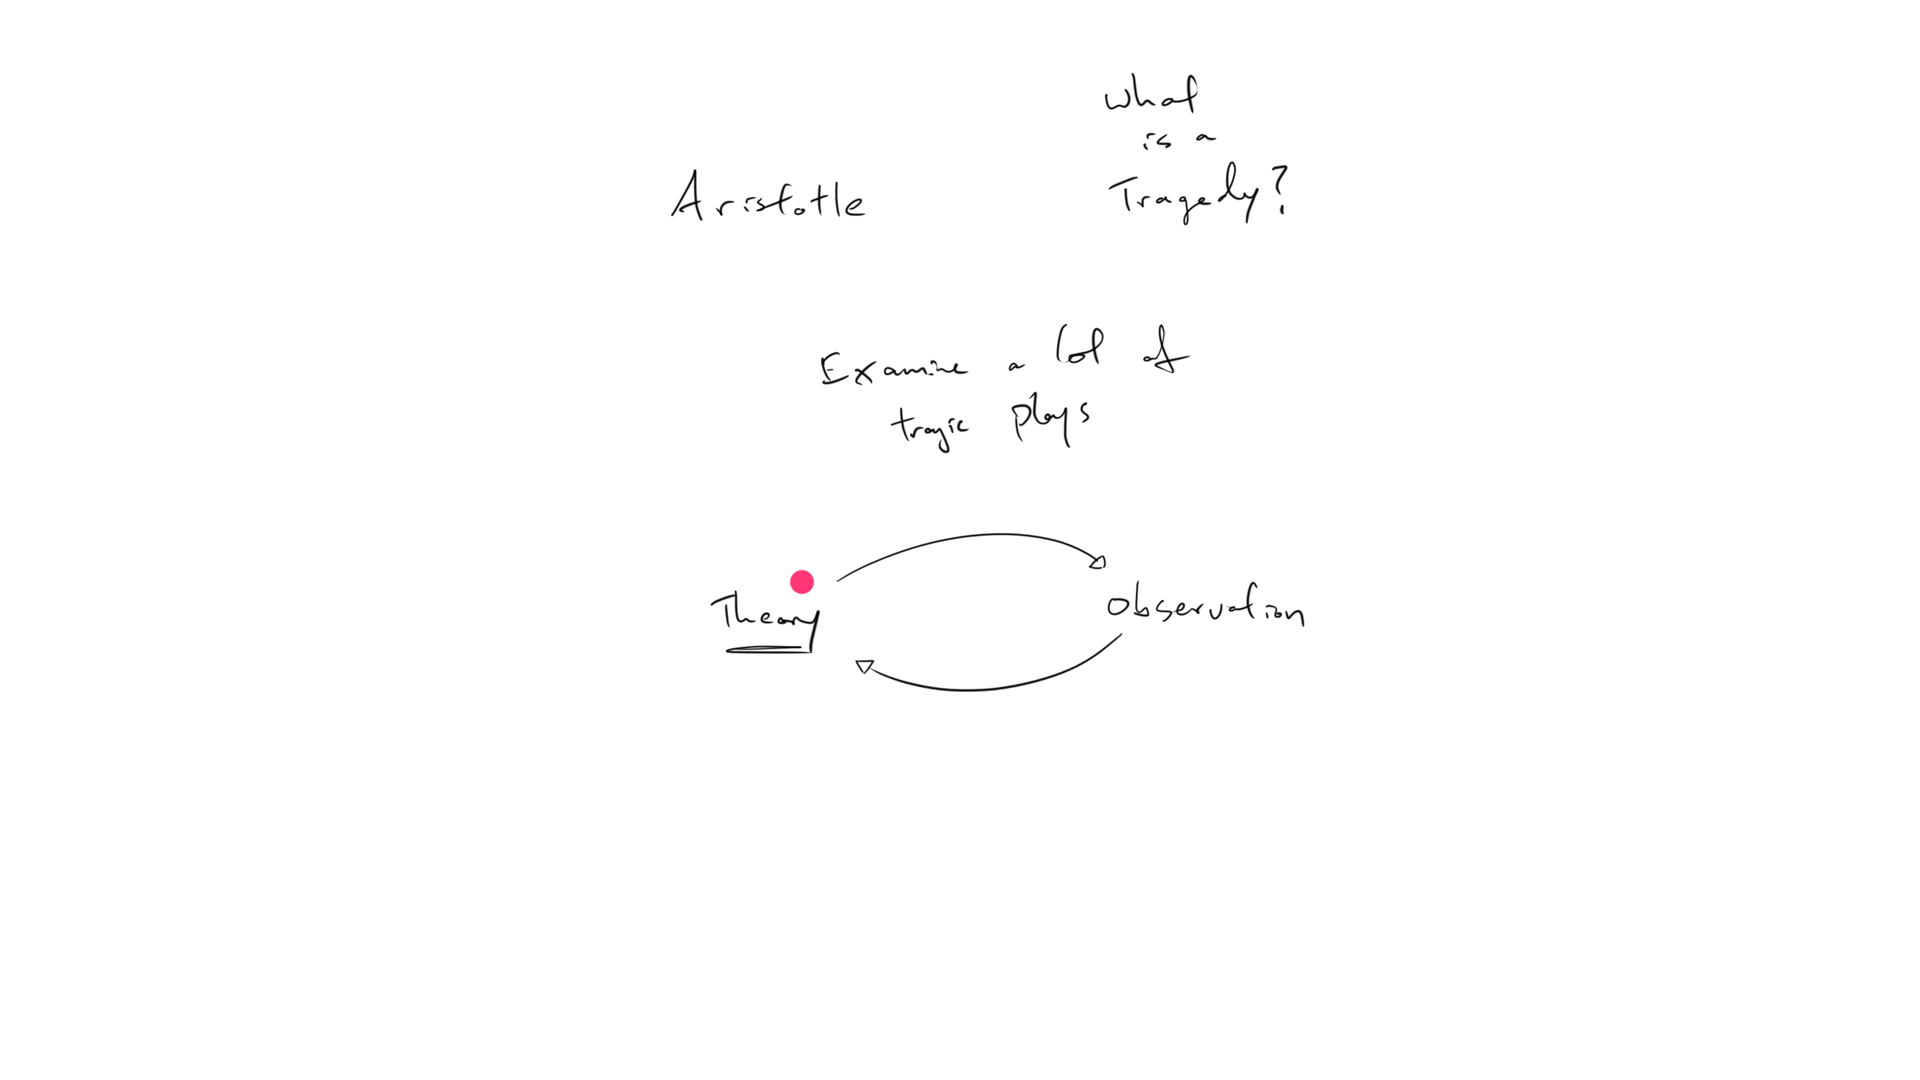 What
is a
Aristotle
Tragedy?
Examine a lot of
tragic plays
Theory
Observation